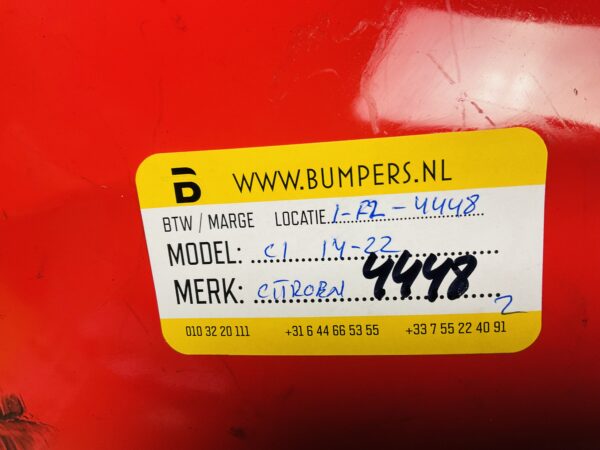 B WWW.BUMPERS.NL
BTW / MARGE LOCATIE 1-FL-4448
MODEL: C1 14-22
MERK: CITROEN 4448
2
010 32 20 111 +31 6 44 66 53 55 +33 7 55 22 40 91